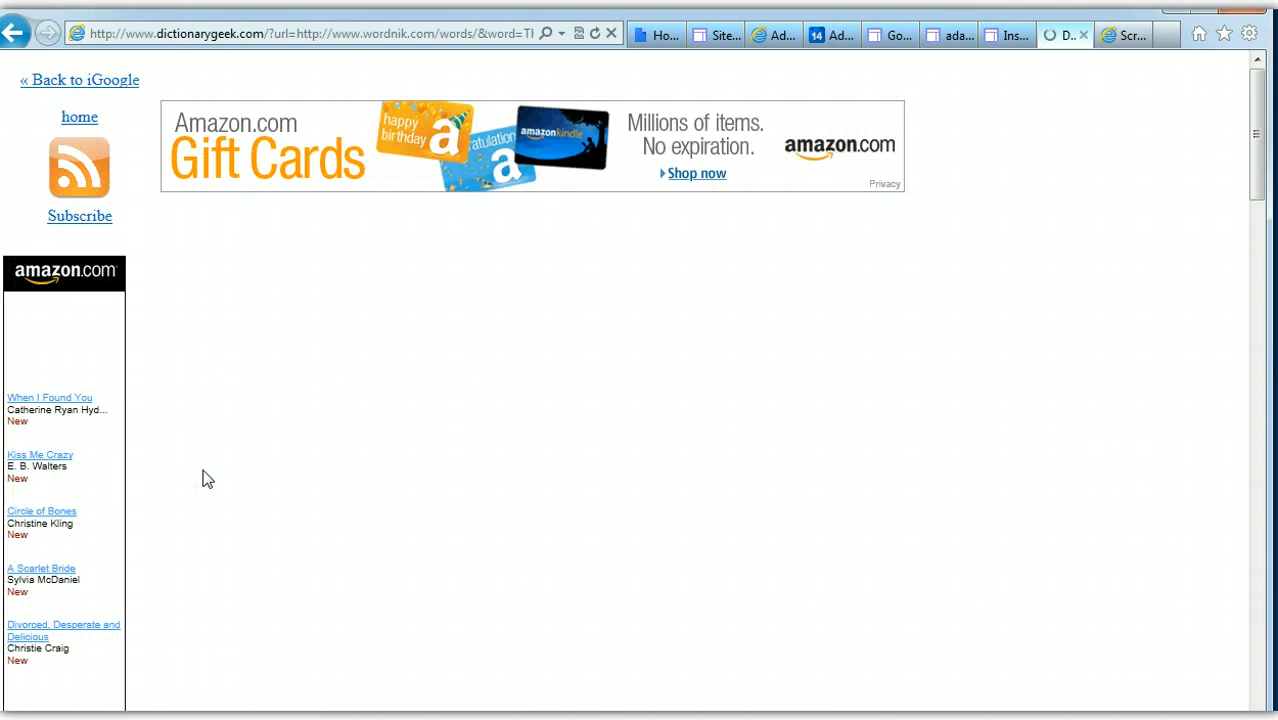 http://www.dictionarygeek.com/?url=http://www.wordnik.com/words/&word=Tl
Ho...
Site...
Ad...
14 Ad...
Go...
ada...
Ins...
D..
Scr...
« Back to iGoogle
home
Subscribe
Amazon.com
Gift Cards
happy
birthday
a
ratulation
a
amazonkindle
Millions of items.
No expiration.
Shop now
amazon.com
Privacy
amazon.com
When I Found You
Catherine Ryan Hyd...
New
Kiss Me Crazy
E. B. Walters
New
Circle of Bones
Christine Kling
New
A Scarlet Bride
Sylvia McDaniel
New
Divorced, Desperate and
Delicious
Christie Craig
New